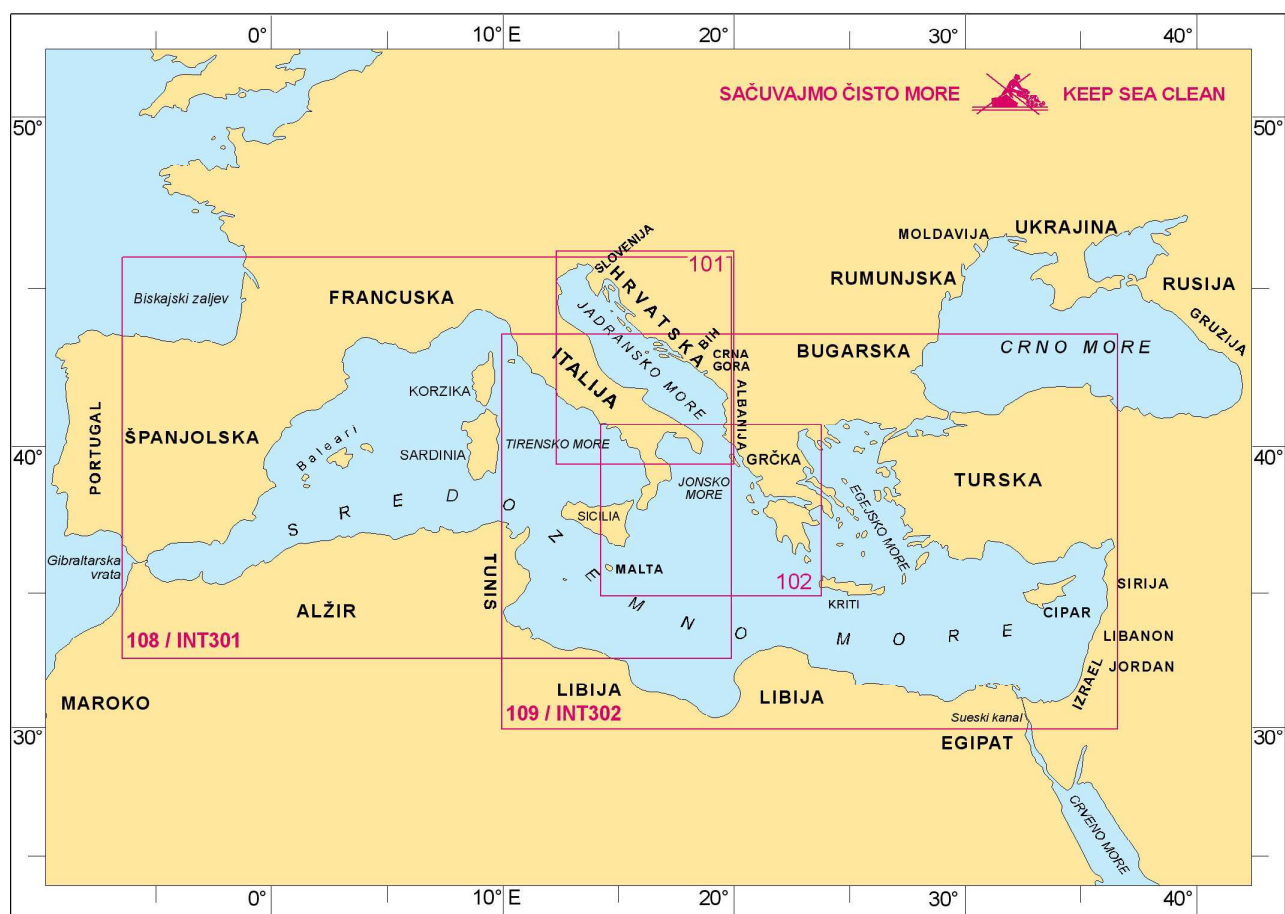 0°
10° E
20°
30°
40°
SAČUVAJMO ČISTO MORE
KEEP SEA CLEAN
50°
50°
MOLDAVIJA
UKRAJINA
SLOVENIJA
101
RUMUNJSKA
RUSIJA
Biskajski zaljev
FRANCUSKA
HRVATSKA
GRUZIJA
JADRANSKO MORE
BIH
CRNA
GORA
BUGARSKA
CRNO MORE
ITALIJA
KORZIKA
ALBANIJA
PORTUGAL
ŠPANJOLSKA
Baleari
SARDINIA
TIRENSKO MORE
GRČKA
40°
40°
JONSKO
MORE
TURSKA
EGEJSKO MORE
SREDOZEMNO MORE
SICILIA
Gibraltarska
vrata
TUNIS
MALTA
102
KRITI
SIRIJA
CIPAR
ALŽIR
108 / INT301
LIBANON
JORDAN
IZRAEL
MAROKO
LIBIJA
LIBIJA
109 / INT302
Sueski kanal
30°
30°
EGIPAT
CRVENO MORE
0°
10° E
20°
30°
40°